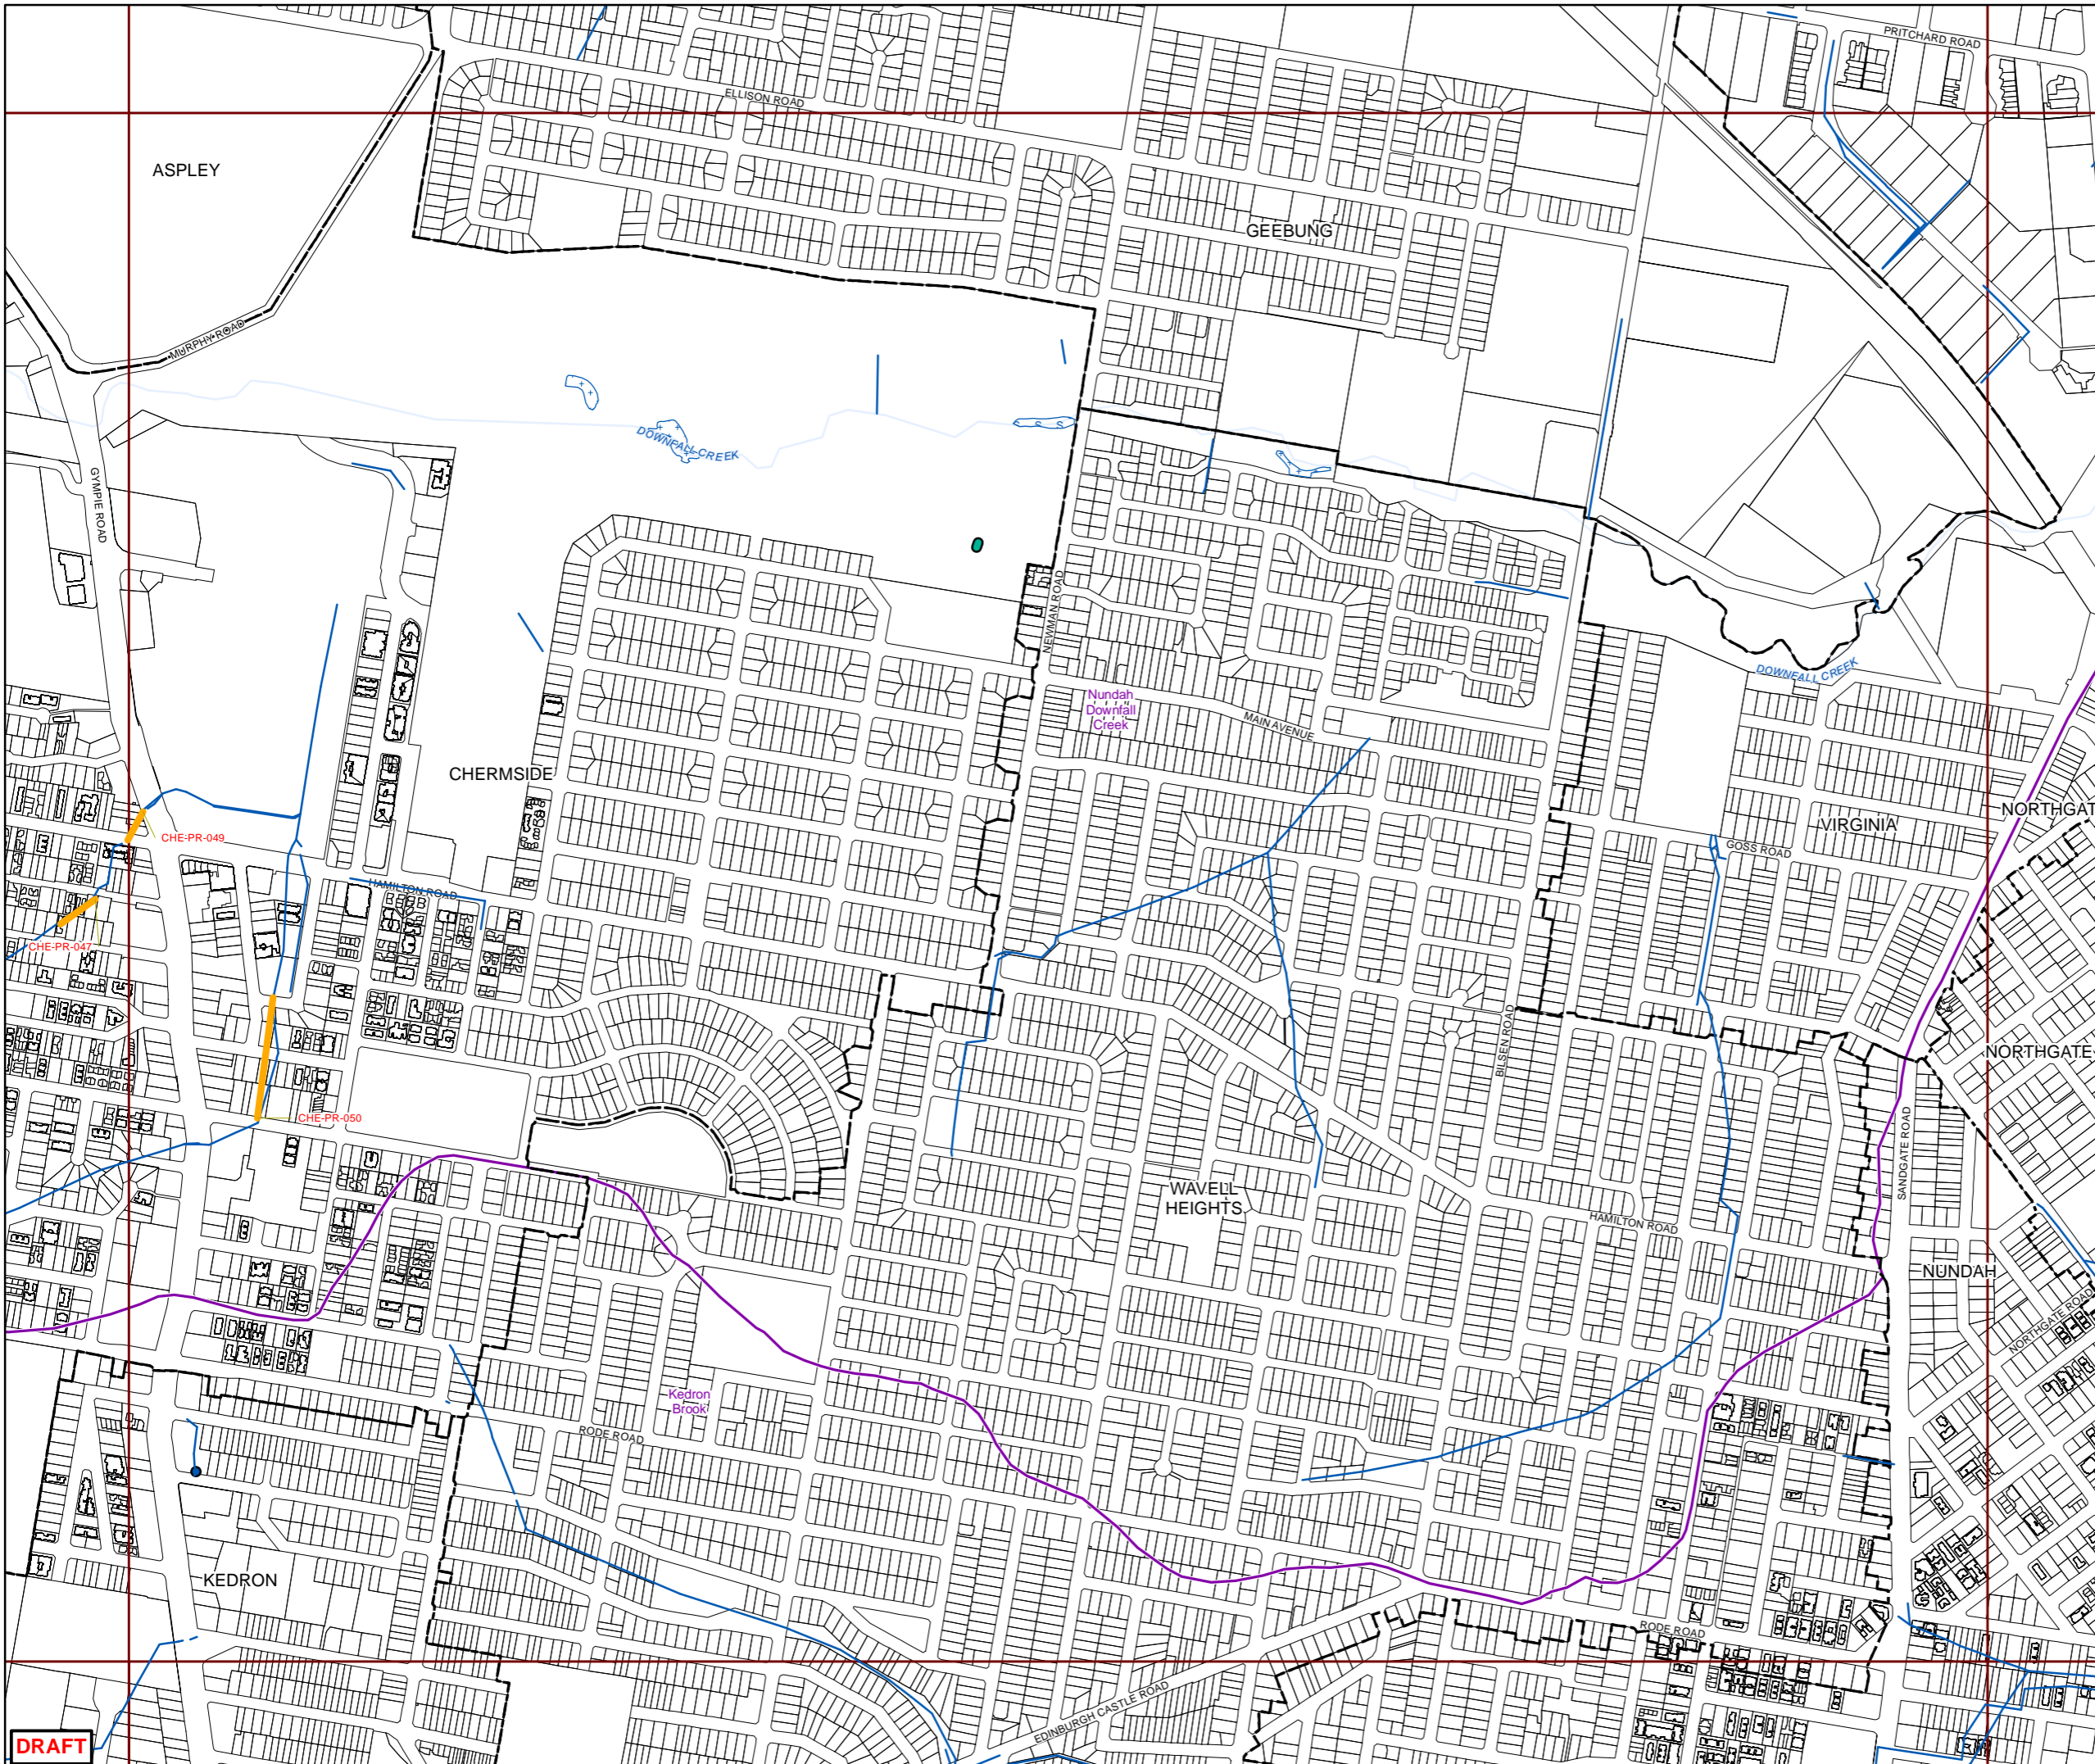 PRITCHARD ROAD
ELLISON ROAD
ASPLEY
GEEBUNG
MURPHY ROAD
DOWNFALL CREEK
GYMPIE ROAD
NEWMAN ROAD
DOWNFALL CREEK
Nundah
Downfall
Creek
MAIN AVENUE
CHERMSIDE
NORTHGAT
VIRGINIA
CHE-PR-049
GOSS ROAD
HAMILTON ROAD
CHE-PR-047
BILSEN ROAD
NORTHGATE
CHE-PR-050
SANDGATE ROAD
WAVELL
HEIGHTS
HAMILTON ROAD
NUNDAH
NORTHGATE ROAD
Kedron
Brook
RODE ROAD
KEDRON
RODE ROAD
EDINBURGH CASTLE ROAD
DRAFT